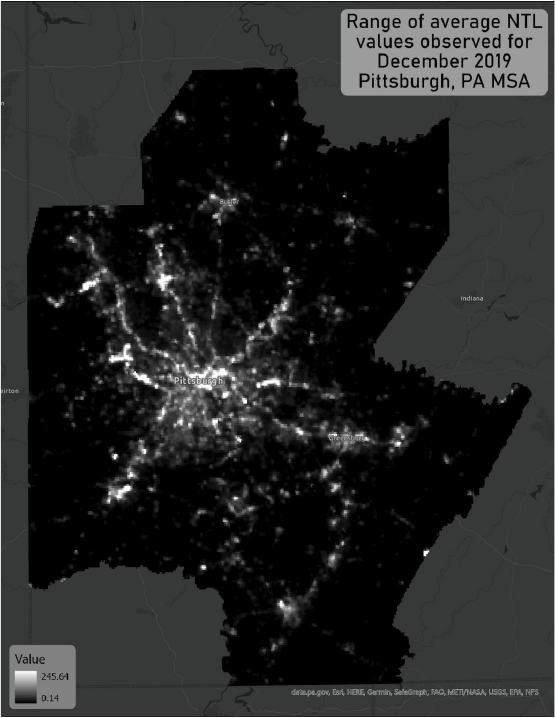 Range of average NTL
values observed for
December 2019
Pittsburgh, PA MSA
Butler
Indiana
Pittsburgh
Greensburg
Value
245.64
0.14
data.pa.gov, Esri, HERE, Garmin, SafeGraph, FAO, METI/NASA, USGS, EPA, NPS